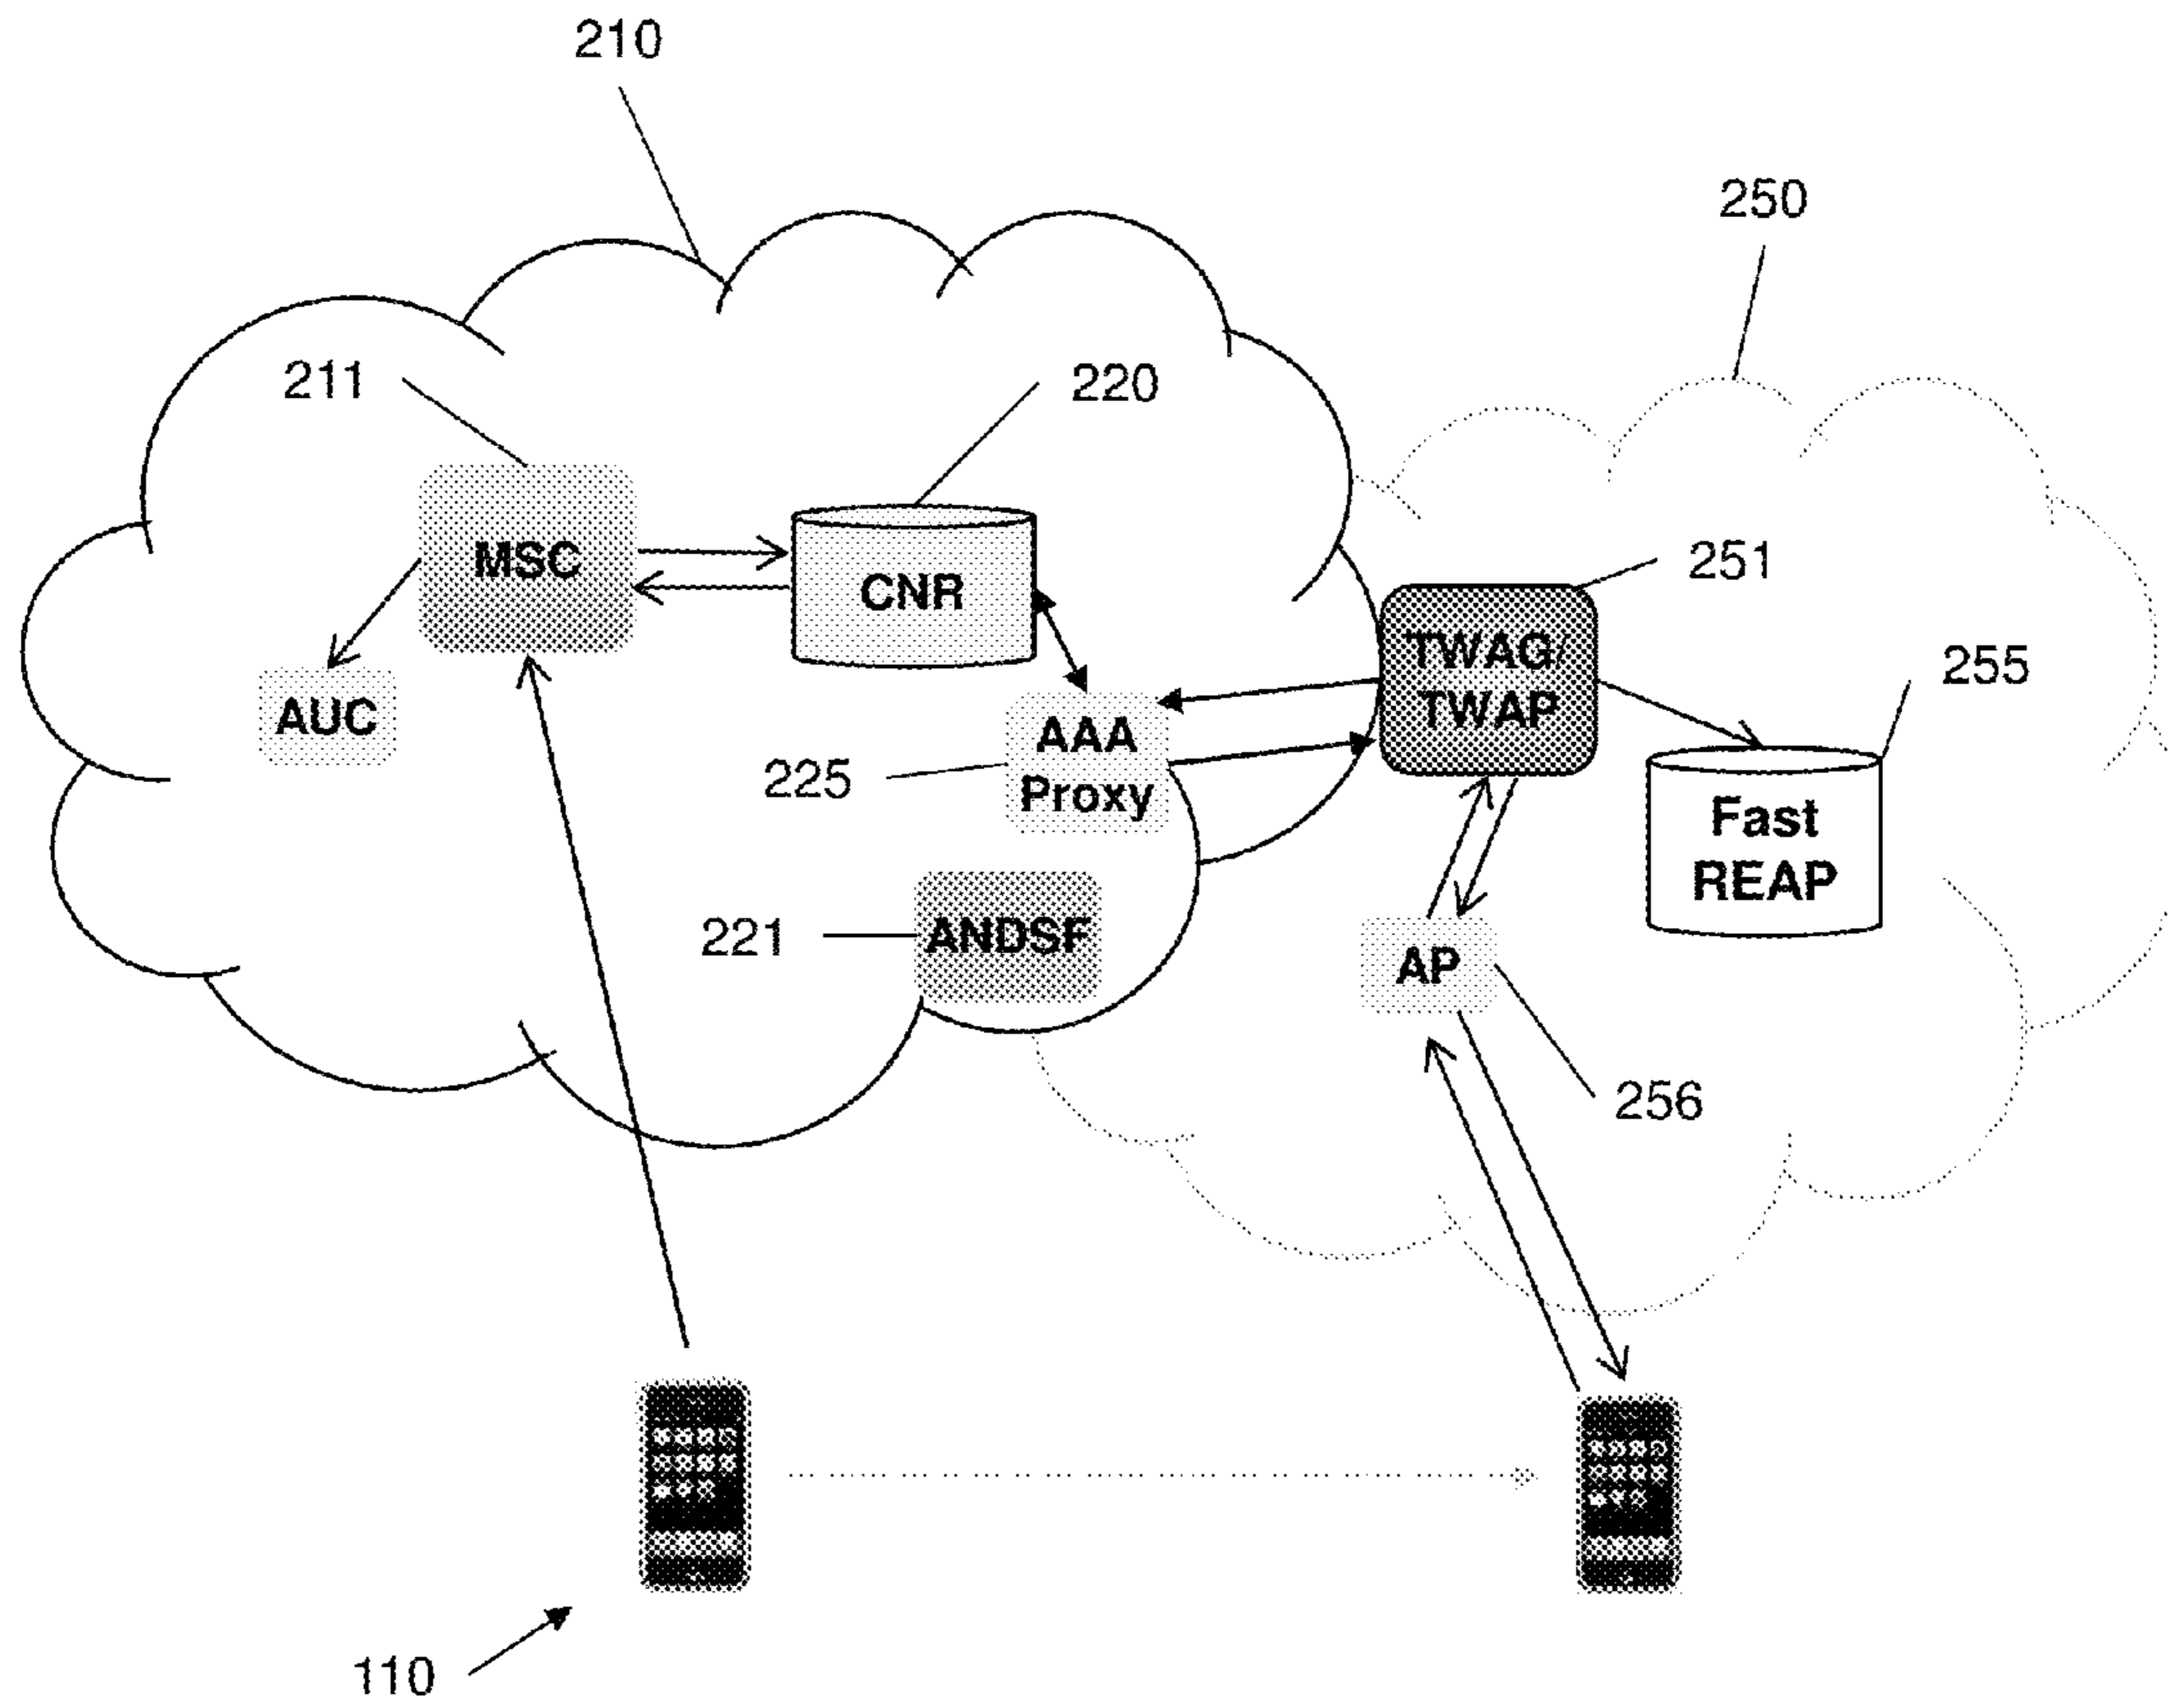 210
250
211
220
MSC
CNR
251
TWAG/
TWAP
255
AUC
AAA
Proxy
225
Fast
REAP
221
ANDSF
AP
256
110